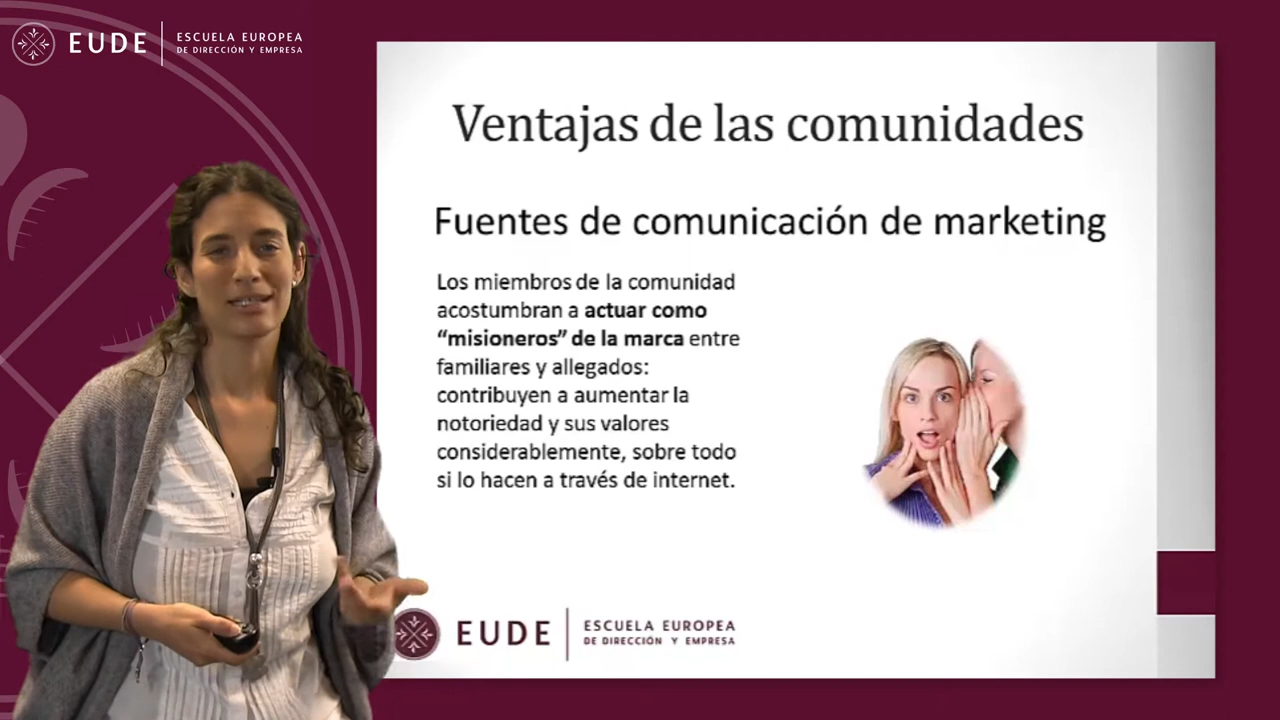 EUDE
ESCUELA EUROPEA
DE DIRECCIÓN Y EMPRESA
Ventajas de las comunidades
Fuentes de comunicación de marketing
Los miembros de la comunidad
acostumbran a actuar como
“misioneros” de la marca entre
familiares y allegados:
contribuyen a aumentar la
notoriedad y sus valores
considerablemente, sobre todo
si lo hacen a través de internet.
EUDE
ESCUELA EUROPEA
DE DIRECCIÓN Y EMPRESA